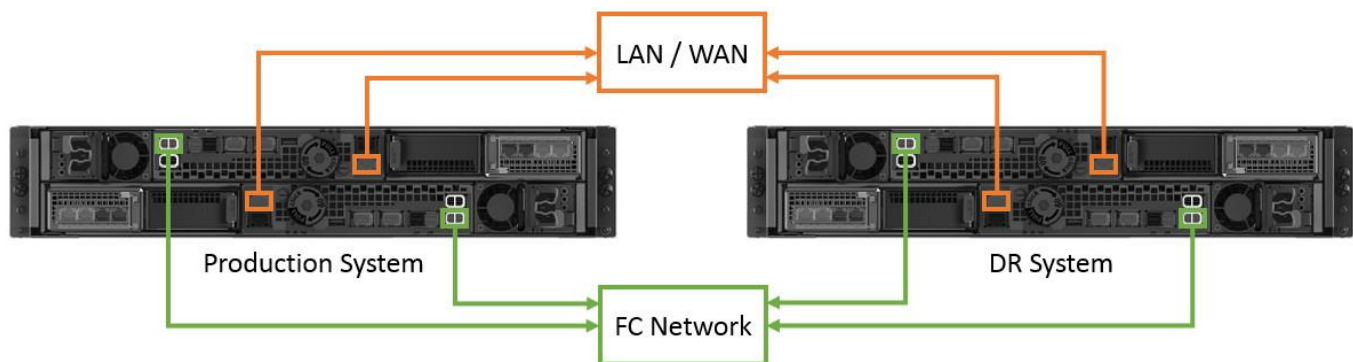 LAN / WAN
Production System
DR System
FC Network